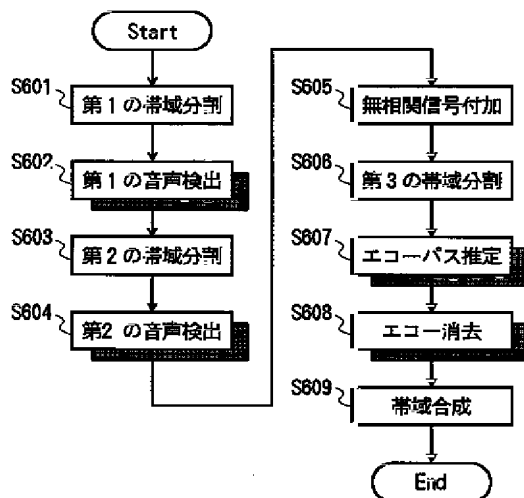 Start
S601
第1の帯域分割
S602
第1の音声検出
S603
第2の帯域分割
S604
第2の音声検出
S605
無相関信号付加
S606
第3の帯域分割
S607
エコーパス推定
S608
エコー消去
S609
帯域合成
End